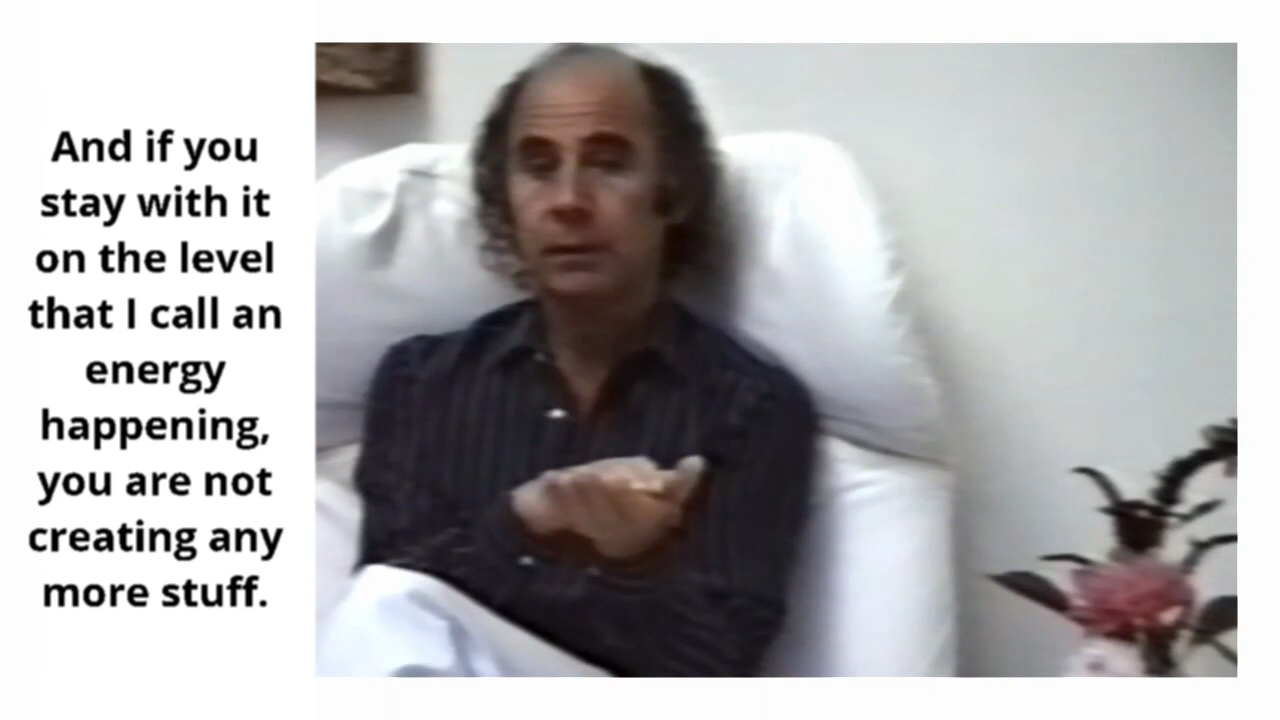 And if you
stay with it
on the level
that I call an
energy
happening,
you are not
creating any
more stuff.